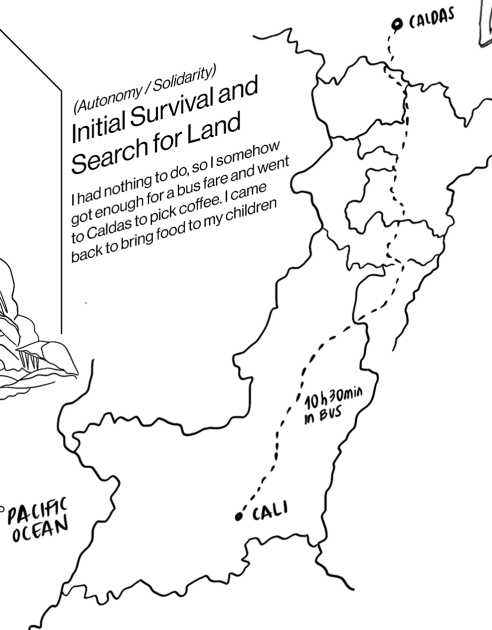 CALDAS
(Autonomy / Solidarity)
Initial Survival and
Search for Land
I had nothing to do, so I somehow
got enough for a bus fare and went
to Caldas to pick coffee. I came
back to bring food to my children
10h30min
in BUS
CALI
PACIFIC
OCEAN